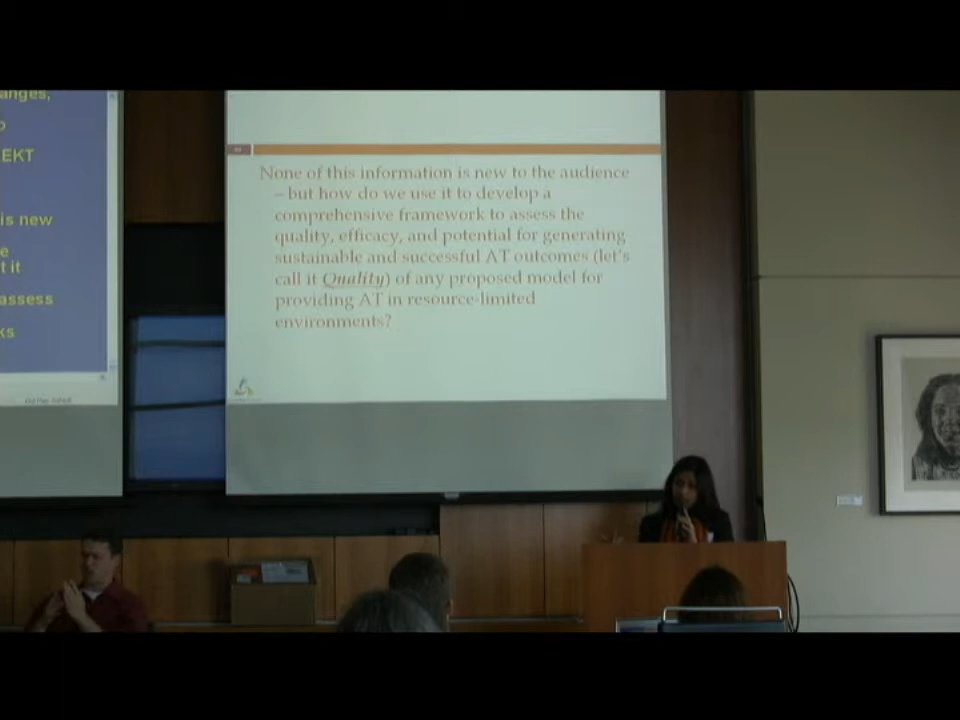 anges,
EKT
is new
e
t it
assess
ks
None of this information is new to the audience
– but how do we use it to develop a
comprehensive framework to assess the
quality, efficacy, and potential for generating
sustainable and successful AT outcomes (let's
call it Quality) of any proposed model for
providing AT in resource-limited
environments?